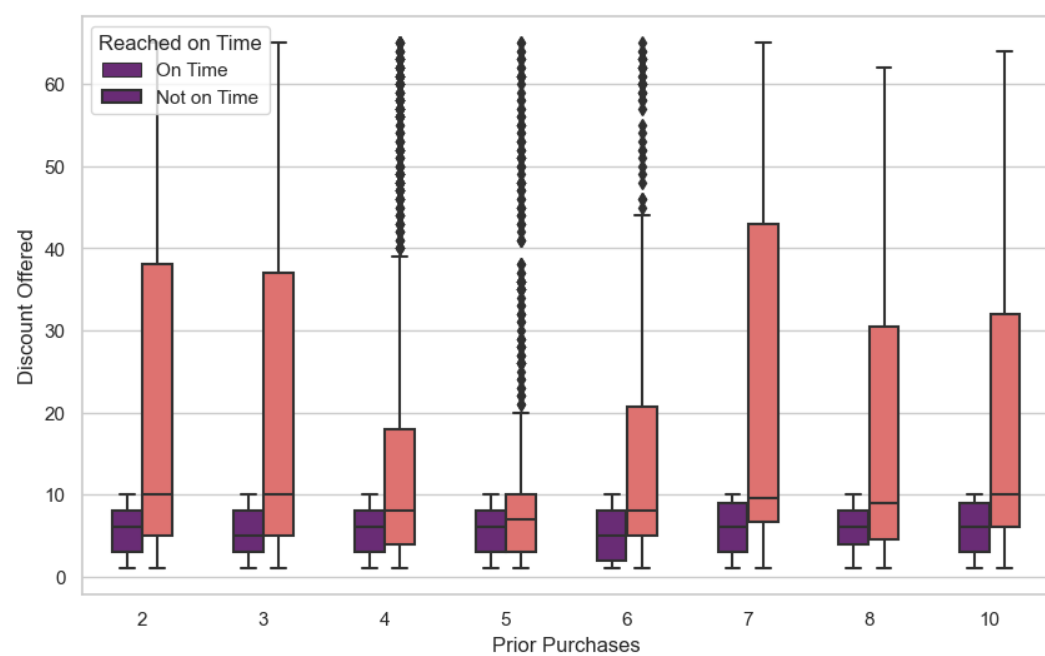 Reached on Time
On Time
Not on Time
60
50
40
30
20
10
0
Discount Offered
2 3 4 5 6 7 8 10
Prior Purchases